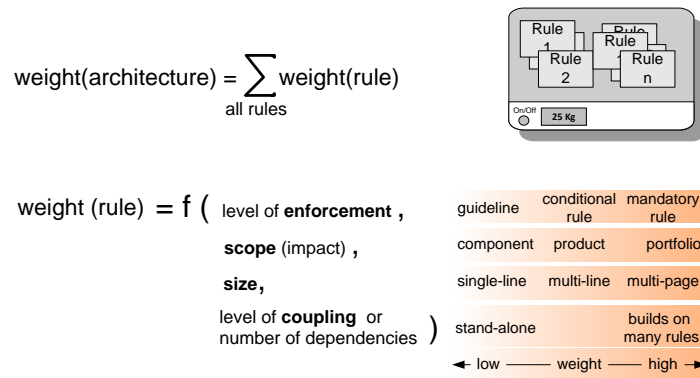 weight(architecture) = ∑ weight(rule)
all rules
Rule
1
Rule
2
Rule
Rule
1
Rule
n
On/Off
25 Kg
weight (rule) = f ( level of enforcement ,
scope (impact) ,
size,
level of coupling or
number of dependencies )
guideline conditional rule mandatory rule
component product portfolio
single-line multi-line multi-page
stand-alone builds on many rules
low weight high